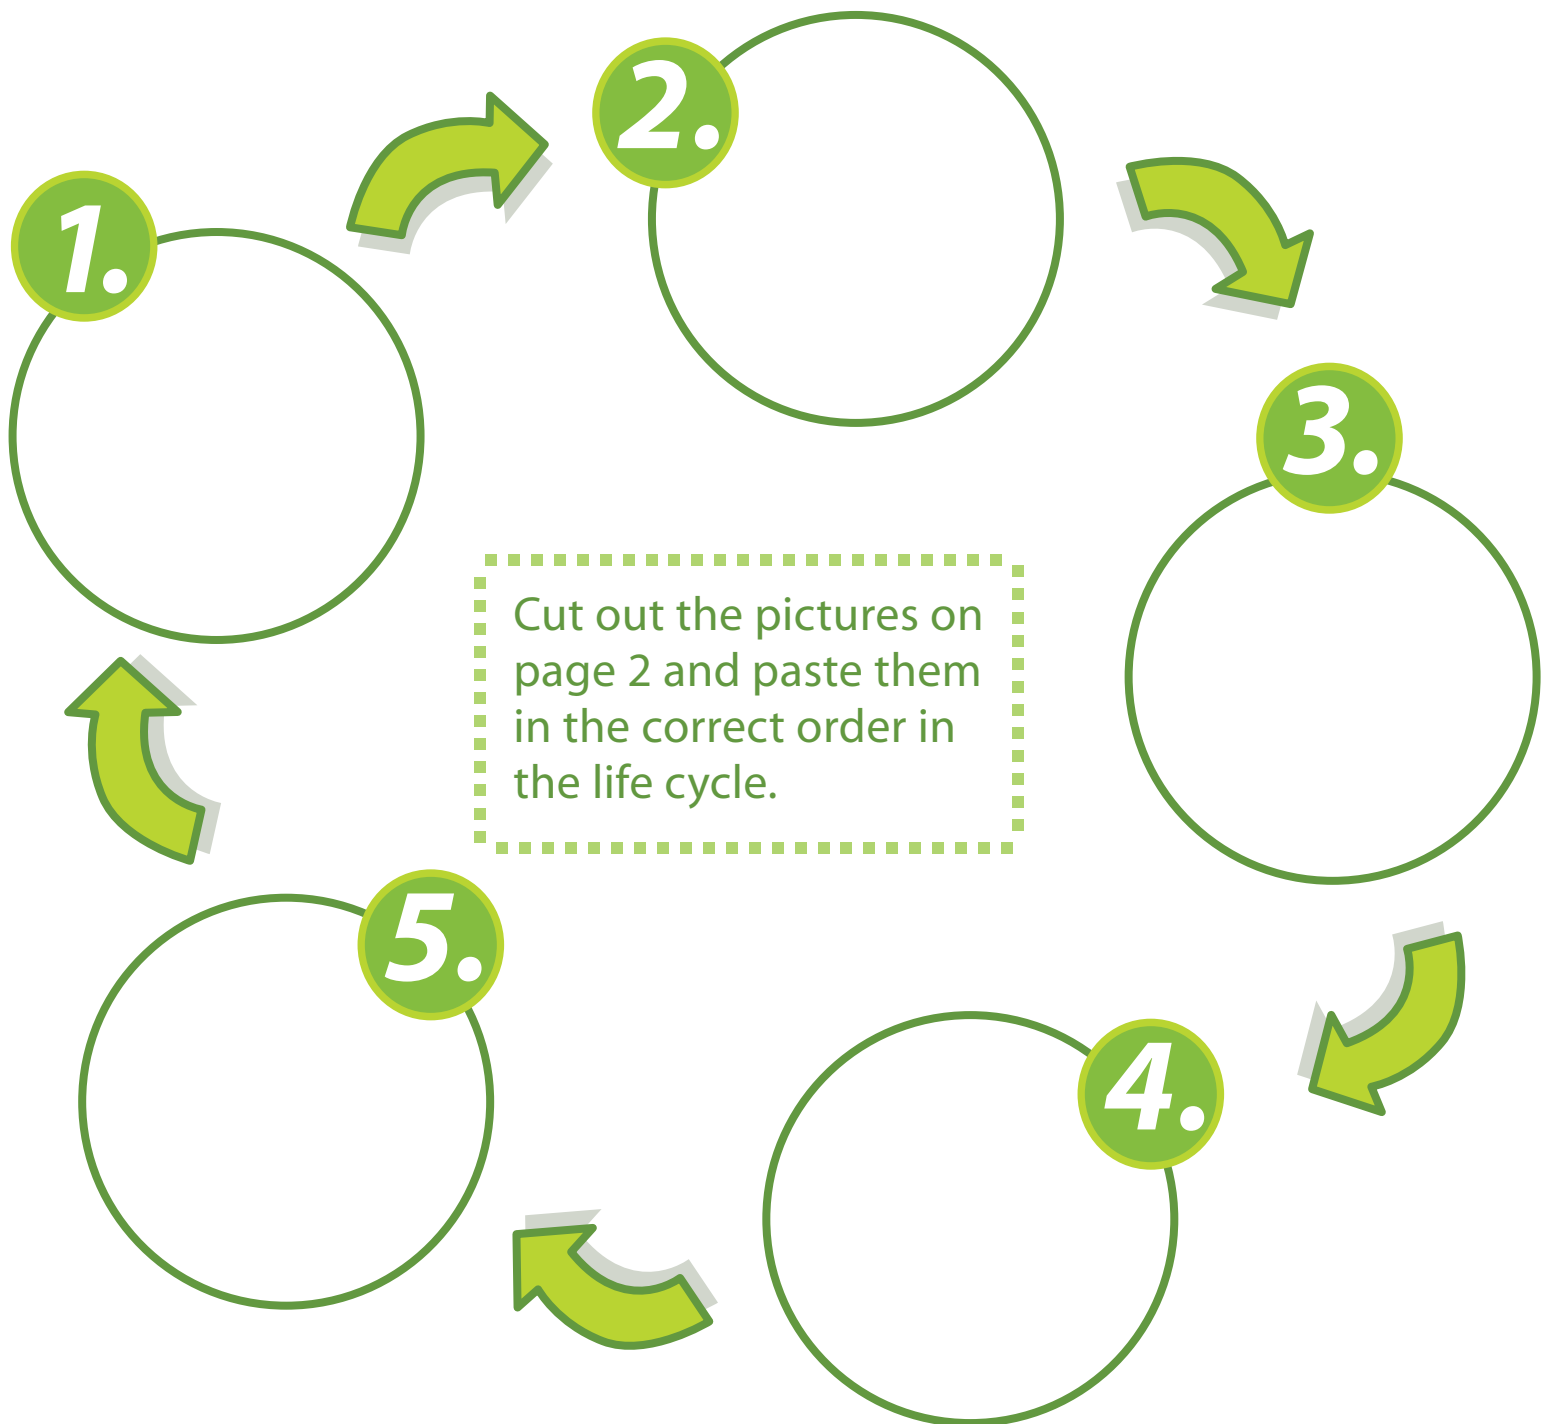 1.
2.
3.
Cut out the pictures on
page 2 and paste them
in the correct order in
the life cycle.
5.
4.